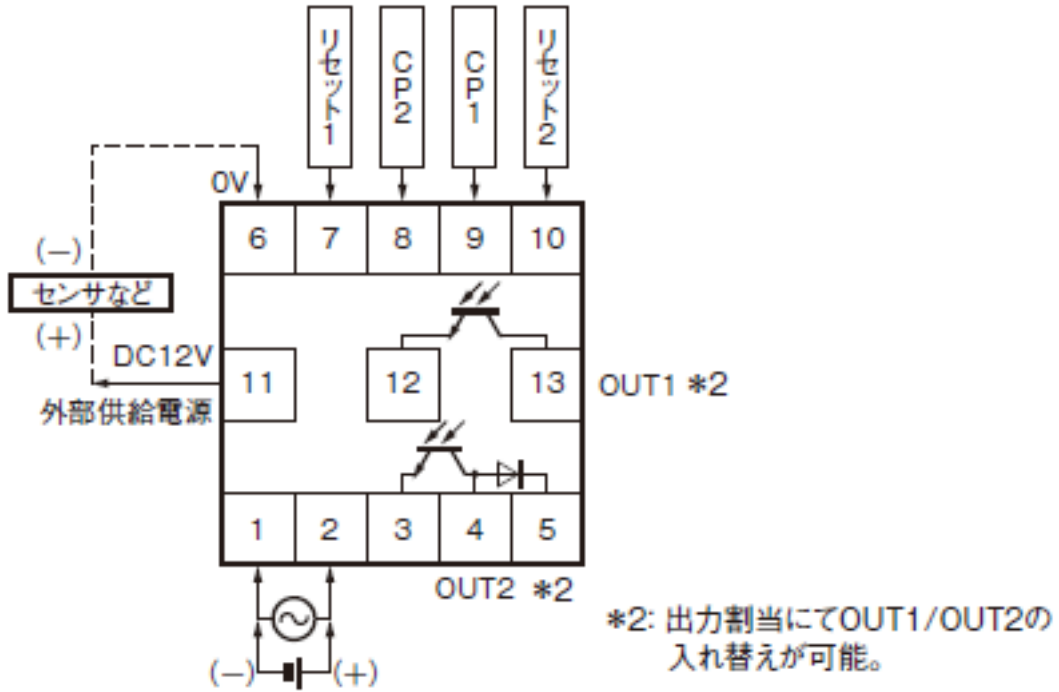 リセット1
CP2
CP1
リセット2
0V
6 7 8 9 10
(−)
センサなど
(+)
DC12V
外部供給電源
11 12 13
OUT1 *2
1 2 3 4 5
OUT2 *2
(−) (+)
*2: 出力割当にてOUT1/OUT2の
入れ替えが可能。